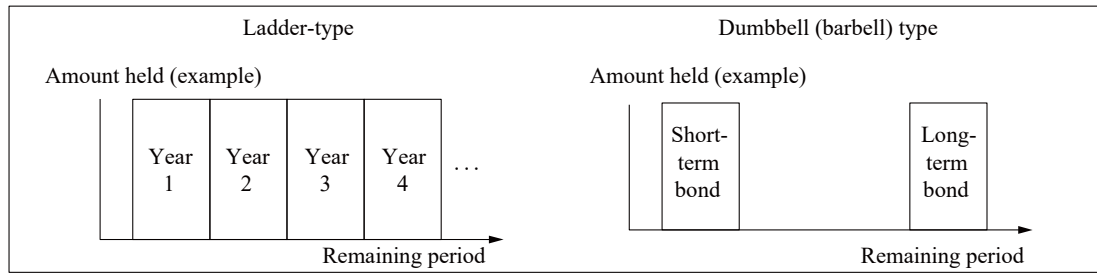 Ladder-type
Amount held (example)
Year
1
Year
2
Year
3
Year
4
...
Remaining period
Dumbbell (barbell) type
Amount held (example)
Short-
term
bond
Long-
term
bond
Remaining period